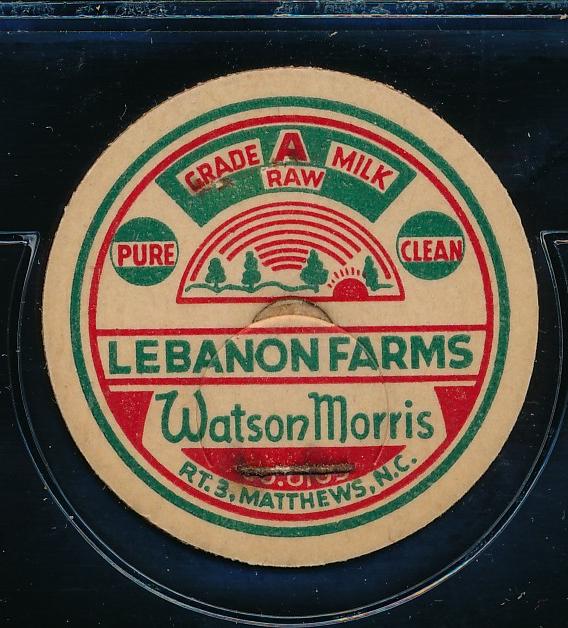 GRADE A MILK
RAW
PURE
CLEAN
LEBANON FARMS
Watson Morris
RT. 3, MATTHEWS, N.C.